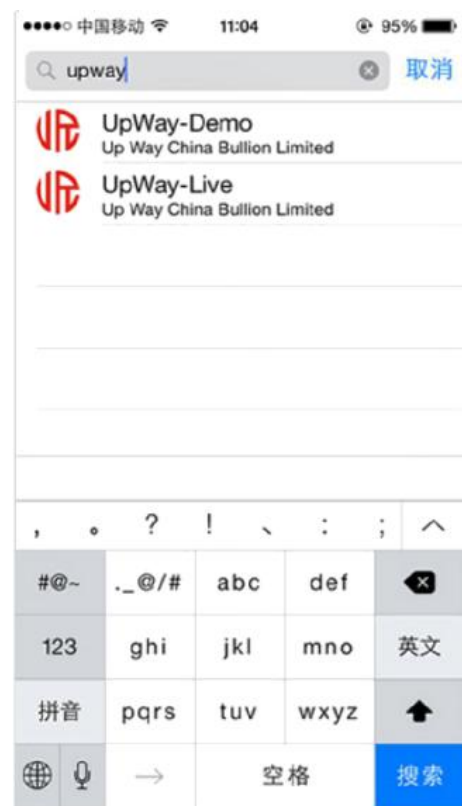 中国移动 11:04 95%
upway 取消
UpWay-Demo
Up Way China Bullion Limited
UpWay-Live
Up Way China Bullion Limited
, 。 ? ! 、 : ;
#@~ ._@/# abc def
123 ghi jkl mno 英文
拼音 pqrs tuv wxyz
空格 搜索